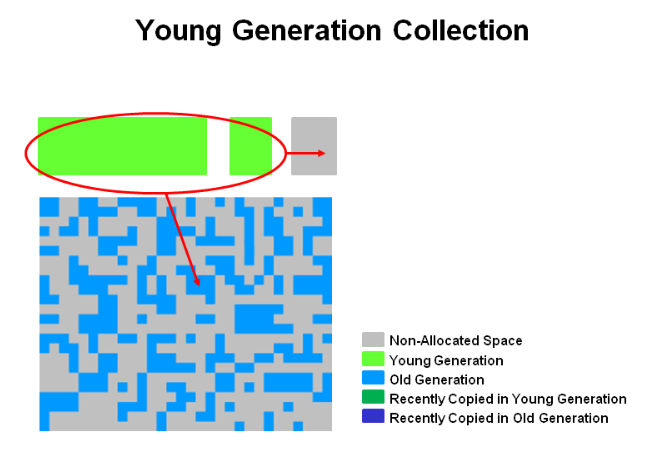 Young Generation Collection
Non-Allocated Space
Young Generation
Old Generation
Recently Copied in Young Generation
Recently Copied in Old Generation